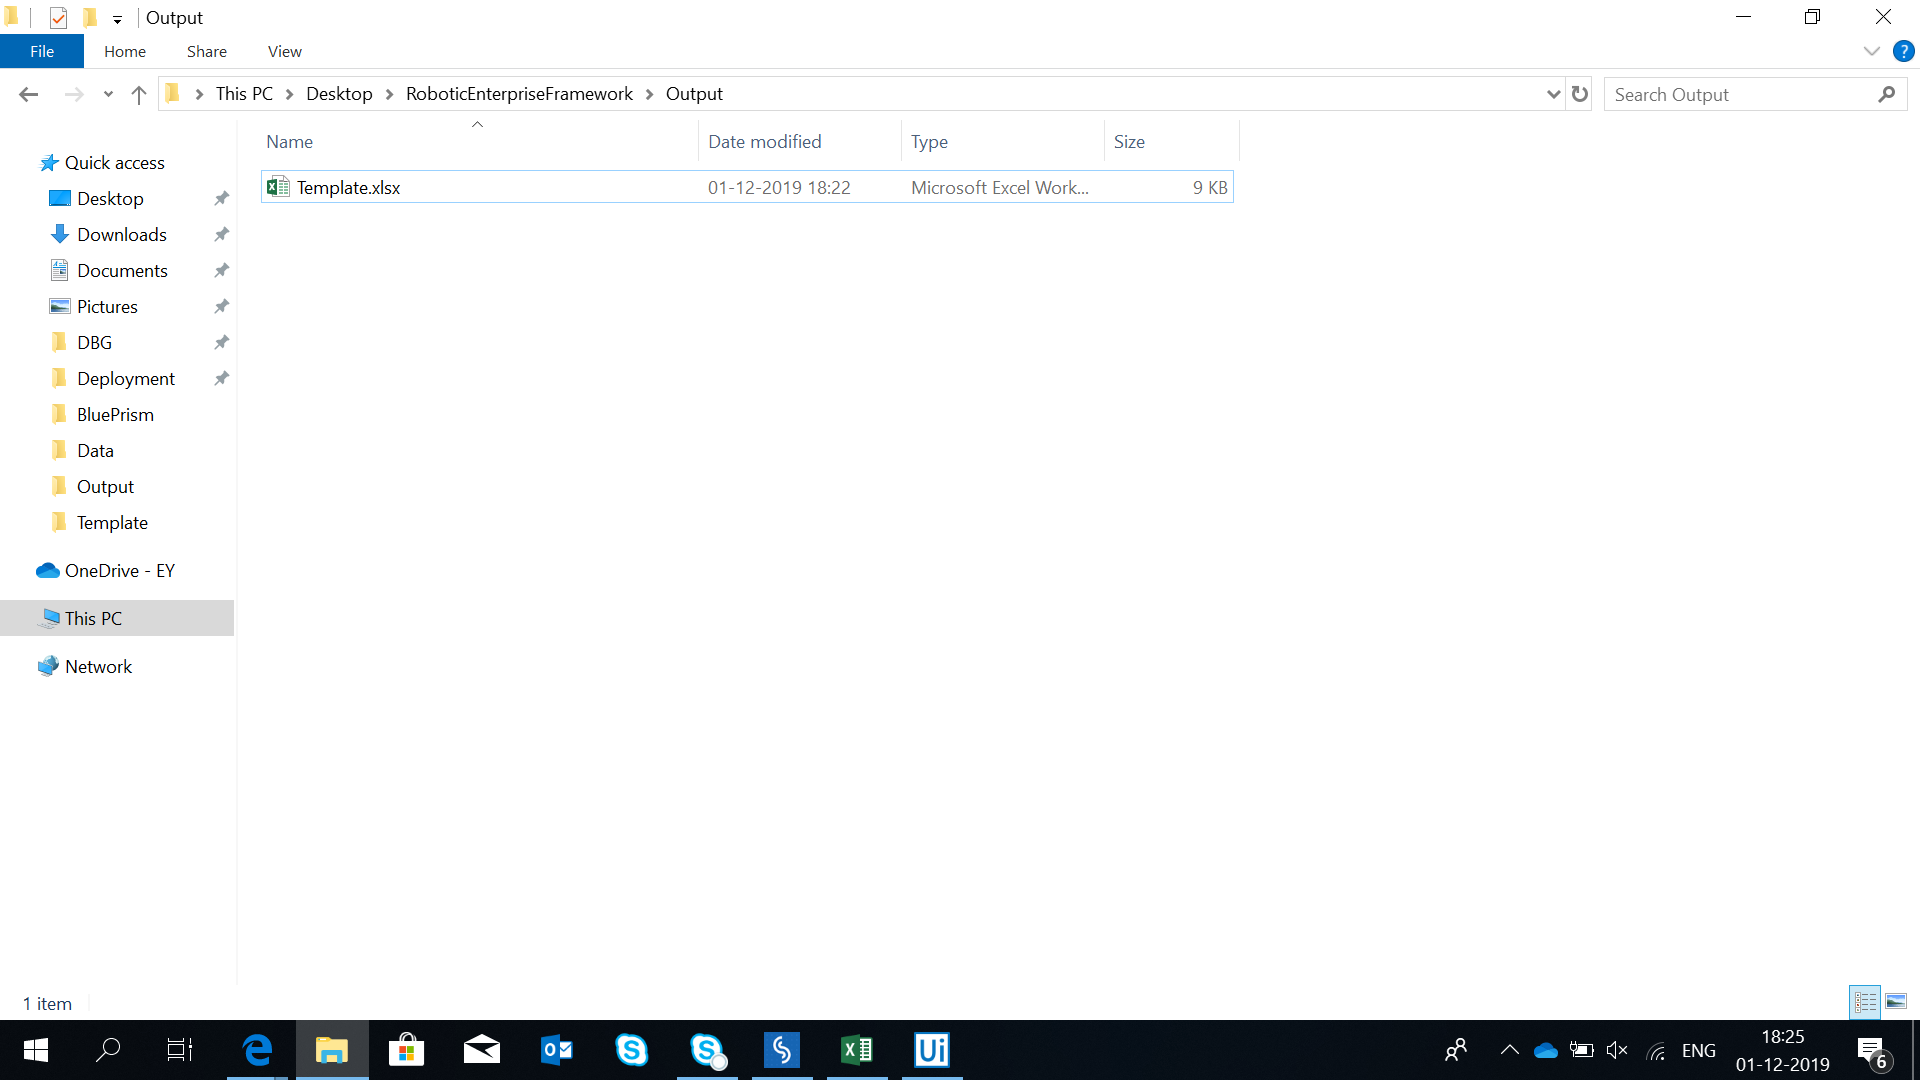 Output
File Home Share View
This PC Desktop RoboticEnterpriseFramework Output
Search Output
Name Date modified Type Size
Template.xlsx 01-12-2019 18:22 Microsoft Excel Work... 9 KB
Quick access
Desktop
Downloads
Documents
Pictures
DBG
Deployment
BluePrism
Data
Output
Template
OneDrive - EY
This PC
Network
1 item
Ui
ENG
18:25
01-12-2019
6